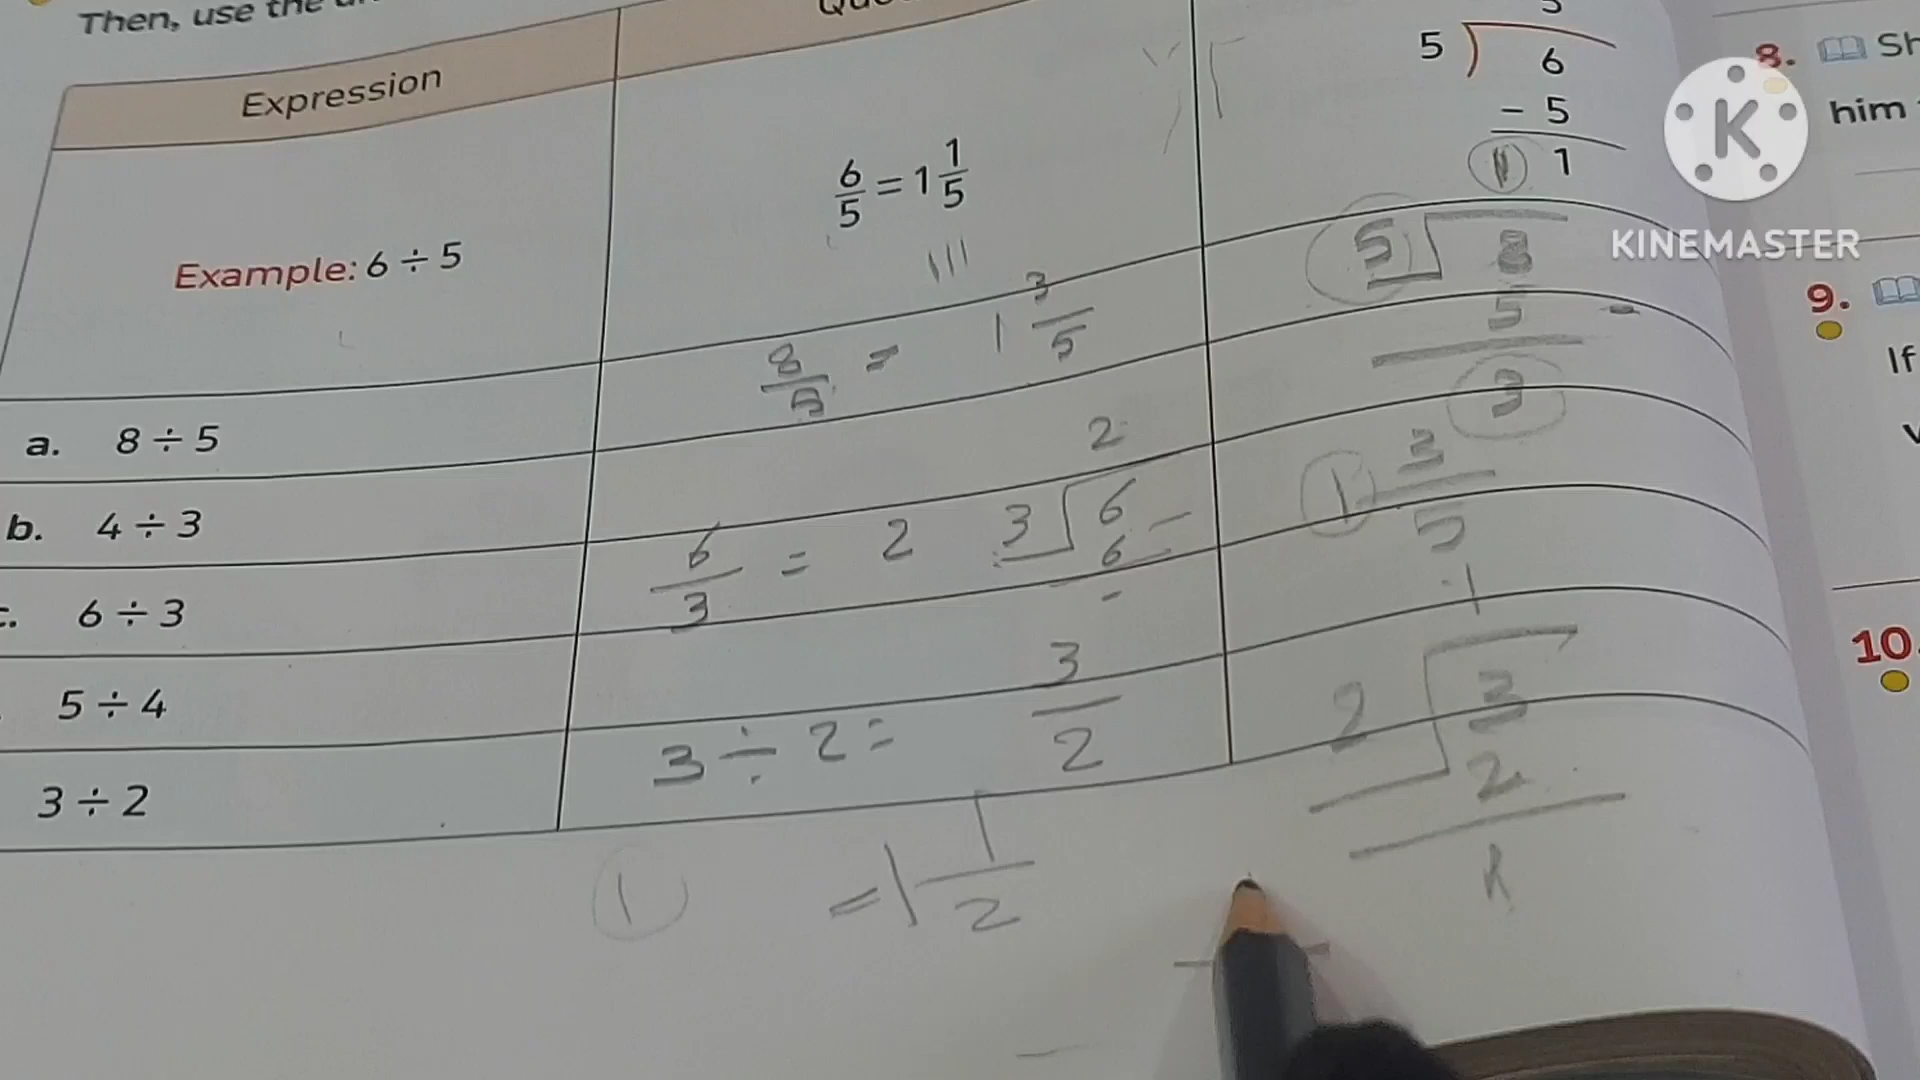 Then, use the
Expression
Example: 6 ÷ 5
6/5 = 1 1/5
5 ) 6
- 5
1 1
a. 8 ÷ 5
8/5 = 1 3/5
5 8
5 -
3
1 3/5
b. 4 ÷ 3
6 ÷ 3
6/3 = 2
2
3 6 -
6
-
5 ÷ 4
3 ÷ 2
3 ÷ 2 = 3/2
= 1 1/2
1
1
2 3
2
1
8. Sh
him
9.
If
10.
K
KINEMASTER